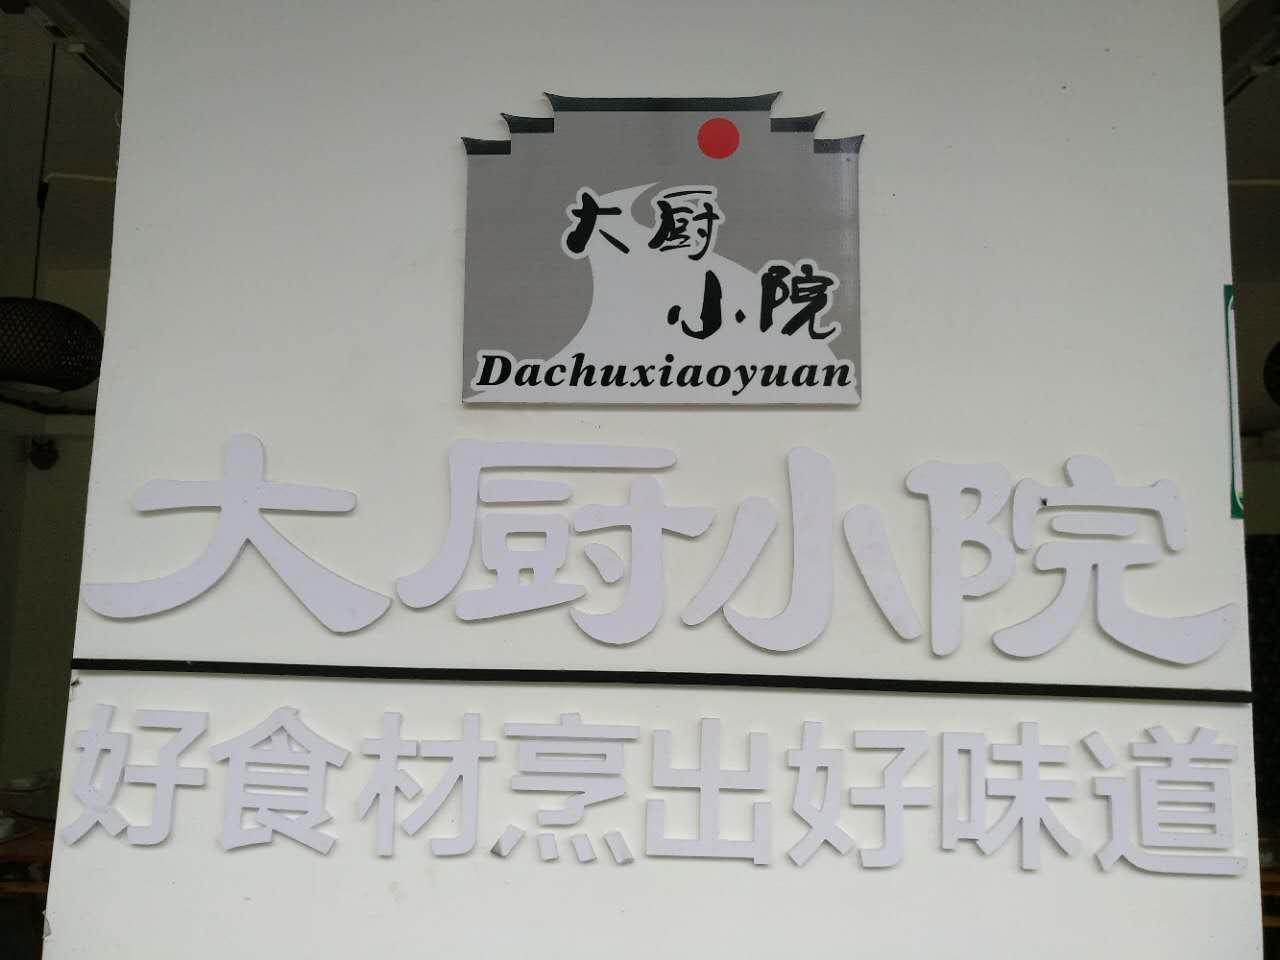 大厨
小院
Dachuxiaoyuan
大厨小院
好食材烹出好味道